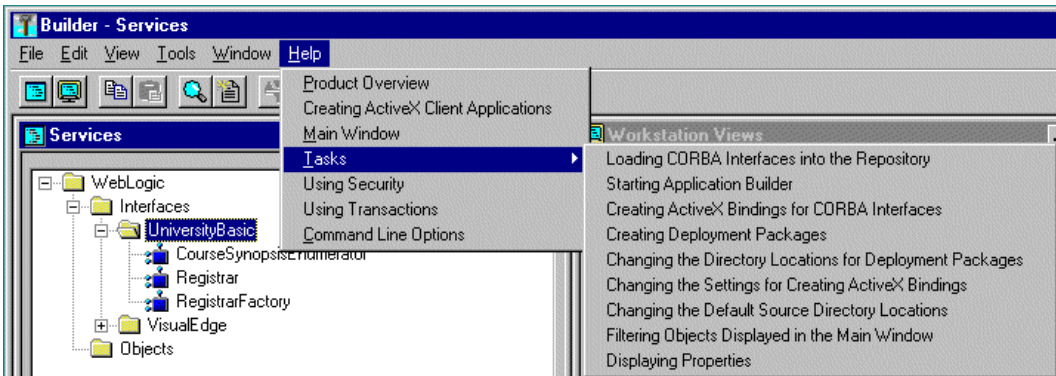 Builder - Services
File Edit View Tools Window Help
Product Overview
Creating ActiveX Client Applications
Main Window
Tasks
Using Security
Using Transactions
Command Line Options
Services
Workstation Views
Loading CORBA Interfaces into the Repository
Starting Application Builder
Creating ActiveX Bindings for CORBA Interfaces
Creating Deployment Packages
Changing the Directory Locations for Deployment Packages
Changing the Settings for Creating ActiveX Bindings
Changing the Default Source Directory Locations
Filtering Objects Displayed in the Main Window
Displaying Properties
WebLogic
Interfaces
UniversityBasic
CourseSynopsisEnumerator
Registrar
RegistrarFactory
VisualEdge
Objects